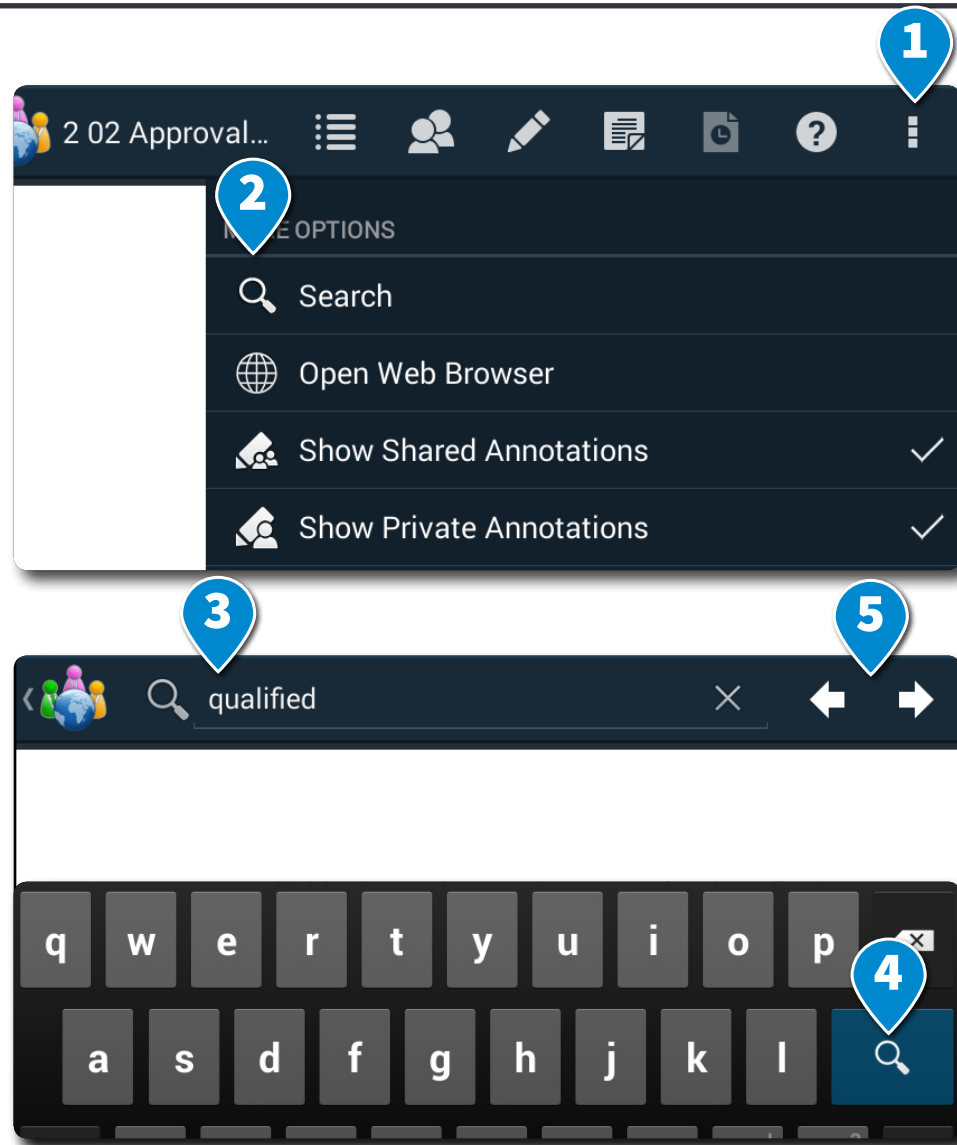 1
2 02 Approval...
2
MORE OPTIONS
Search
Open Web Browser
Show Shared Annotations
Show Private Annotations
3
5
qualified
q w e r t y u i o p
4
a s d f g h j k l